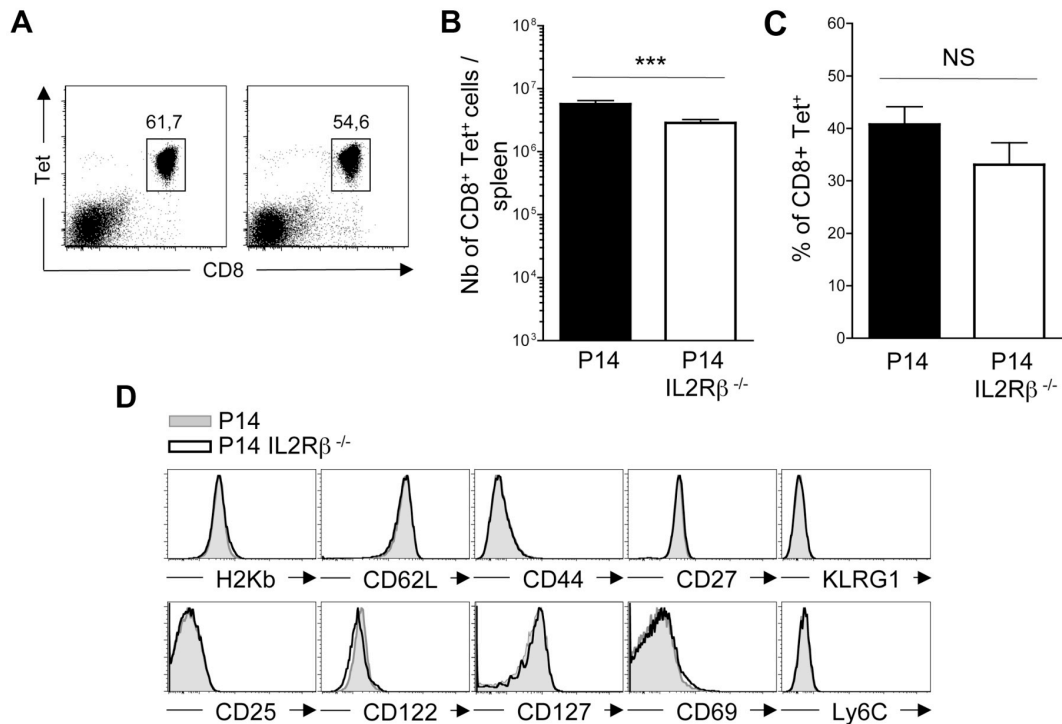 A
61,7
54,6
Tet
CD8
B
Nb of CD8⁺ Tet⁺ cells /
spleen
10⁸
10⁷
10⁶
10⁵
10⁴
10³
***
P14
P14
IL2Rβ ⁻/⁻
C
% of CD8+ Tet⁺
60
50
40
30
20
10
0
NS
P14
P14
IL2Rβ ⁻/⁻
D
P14
P14 IL2Rβ ⁻/⁻
H2Kb
CD62L
CD44
CD27
KLRG1
CD25
CD122
CD127
CD69
Ly6C